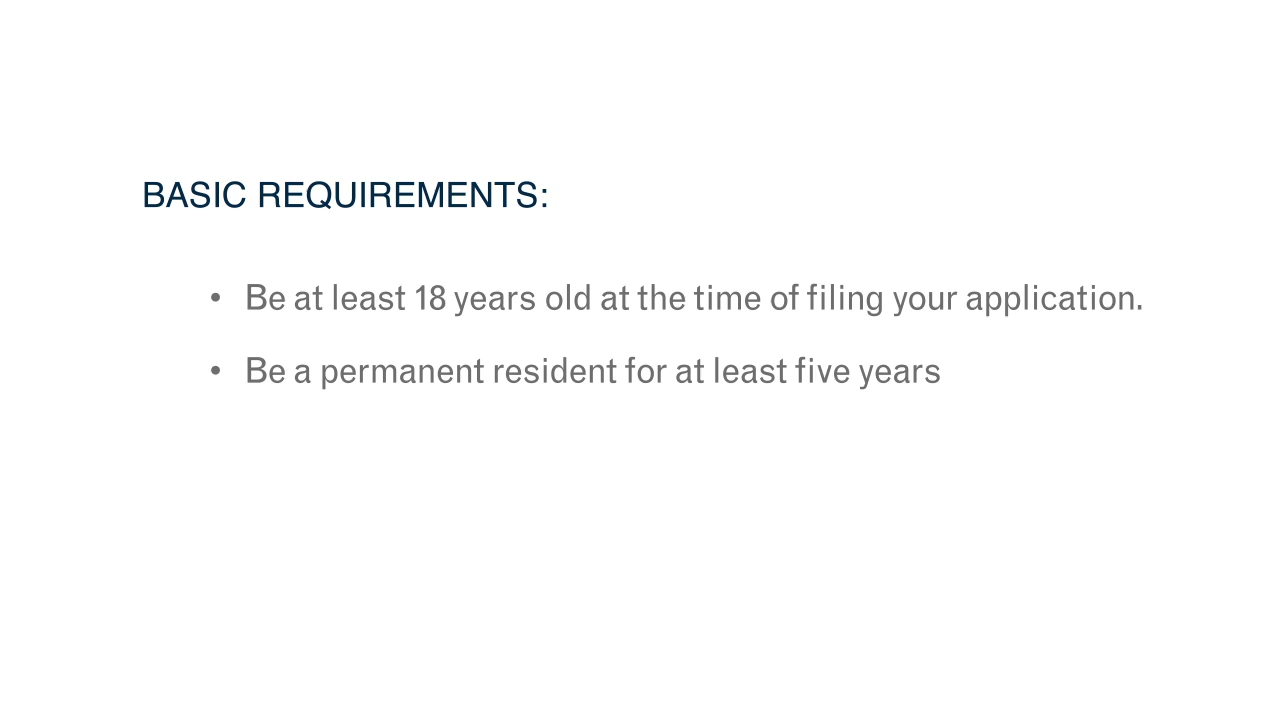 BASIC REQUIREMENTS:
• Be at least 18 years old at the time of filing your application.
• Be a permanent resident for at least five years